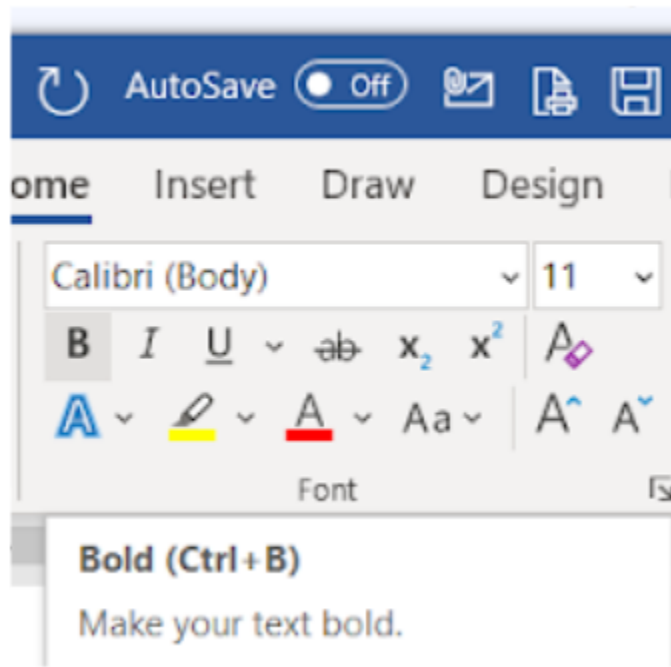 AutoSave Off
ome Insert Draw Design
Calibri (Body) 11
B I U ab x₂ x² A
A A Aa A A
Font
Bold (Ctrl+B)
Make your text bold.